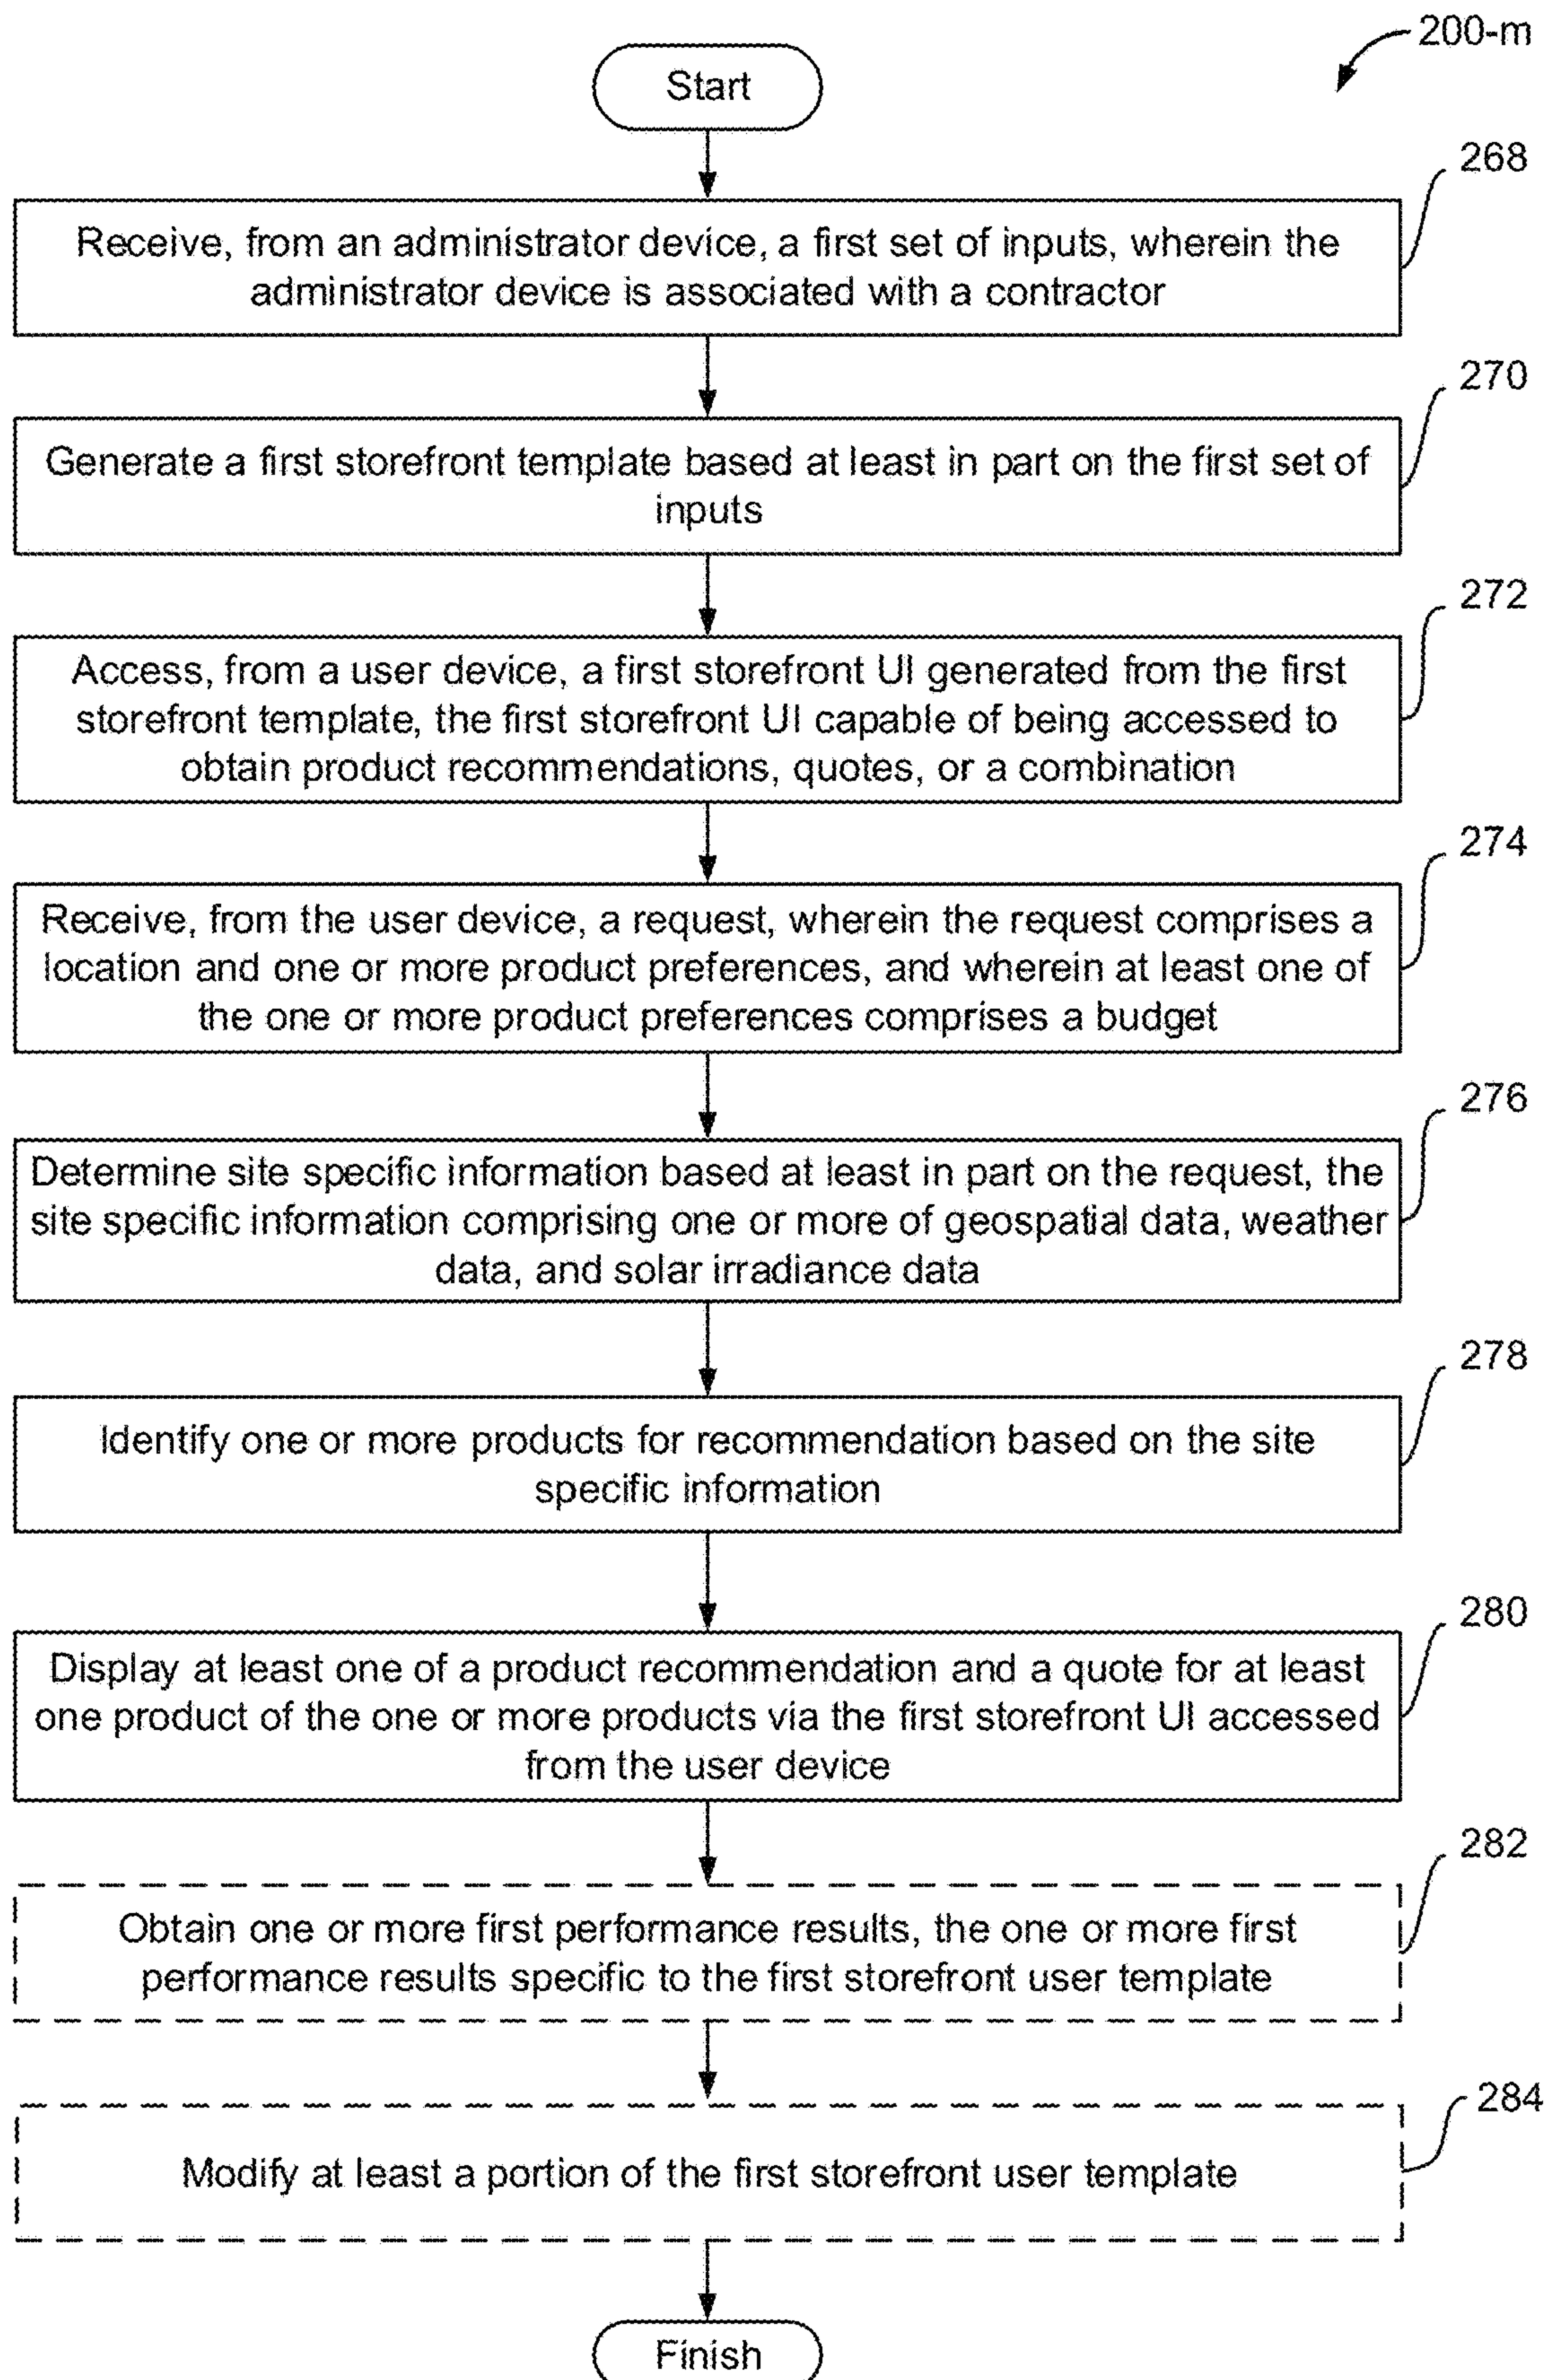 200-m
Start
268
Receive, from an administrator device, a first set of inputs, wherein the
administrator device is associated with a contractor
270
Generate a first storefront template based at least in part on the first set of
inputs
272
Access, from a user device, a first storefront UI generated from the first
storefront template, the first storefront UI capable of being accessed to
obtain product recommendations, quotes, or a combination
274
Receive, from the user device, a request, wherein the request comprises a
location and one or more product preferences, and wherein at least one of
the one or more product preferences comprises a budget
276
Determine site specific information based at least in part on the request, the
site specific information comprising one or more of geospatial data, weather
data, and solar irradiance data
278
Identify one or more products for recommendation based on the site
specific information
280
Display at least one of a product recommendation and a quote for at least
one product of the one or more products via the first storefront UI accessed
from the user device
282
Obtain one or more first performance results, the one or more first
performance results specific to the first storefront user template
284
Modify at least a portion of the first storefront user template
Finish